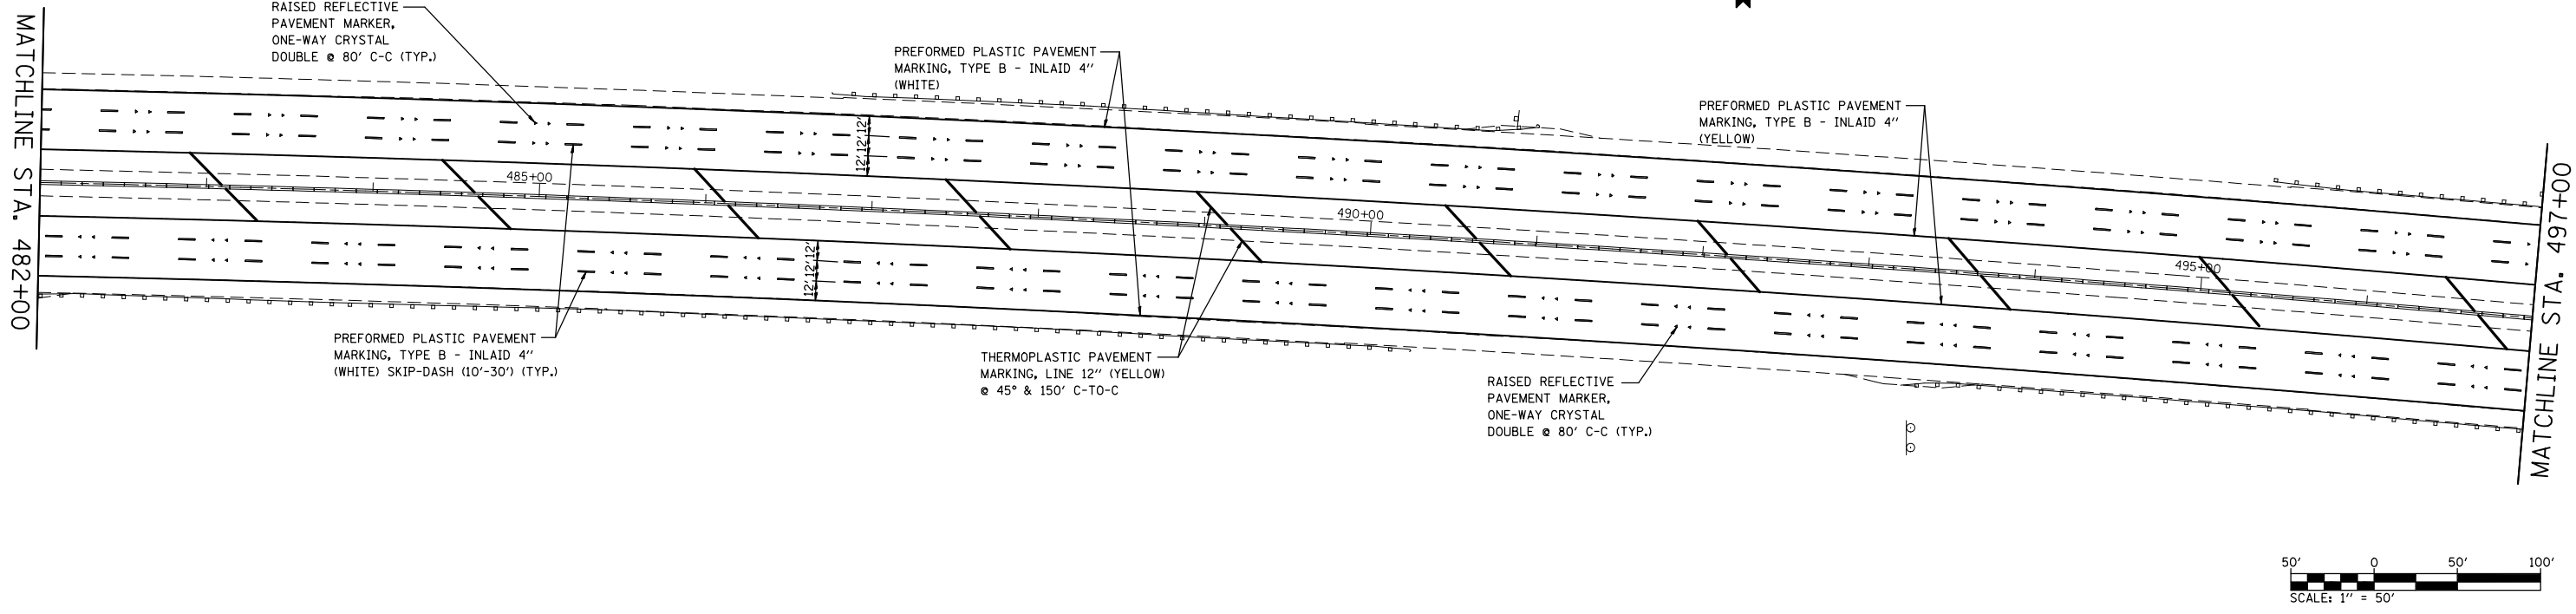 RAISED REFLECTIVE
PAVEMENT MARKER,
ONE-WAY CRYSTAL
DOUBLE @ 80' C-C (TYP.)
PREFORMED PLASTIC PAVEMENT
MARKING, TYPE B - INLAID 4"
(WHITE)
PREFORMED PLASTIC PAVEMENT
MARKING, TYPE B - INLAID 4"
(YELLOW)
MATCHLINE STA. 482+00
12'12'12'
485+00
490+00
495+00
12'12'12'
MATCHLINE STA. 497+00
PREFORMED PLASTIC PAVEMENT
MARKING, TYPE B - INLAID 4"
(WHITE) SKIP-DASH (10'-30') (TYP.)
THERMOPLASTIC PAVEMENT
MARKING, LINE 12" (YELLOW)
@ 45° & 150' C-TO-C
RAISED REFLECTIVE
PAVEMENT MARKER,
ONE-WAY CRYSTAL
DOUBLE @ 80' C-C (TYP.)
50' 0 50' 100'
SCALE: 1" = 50'